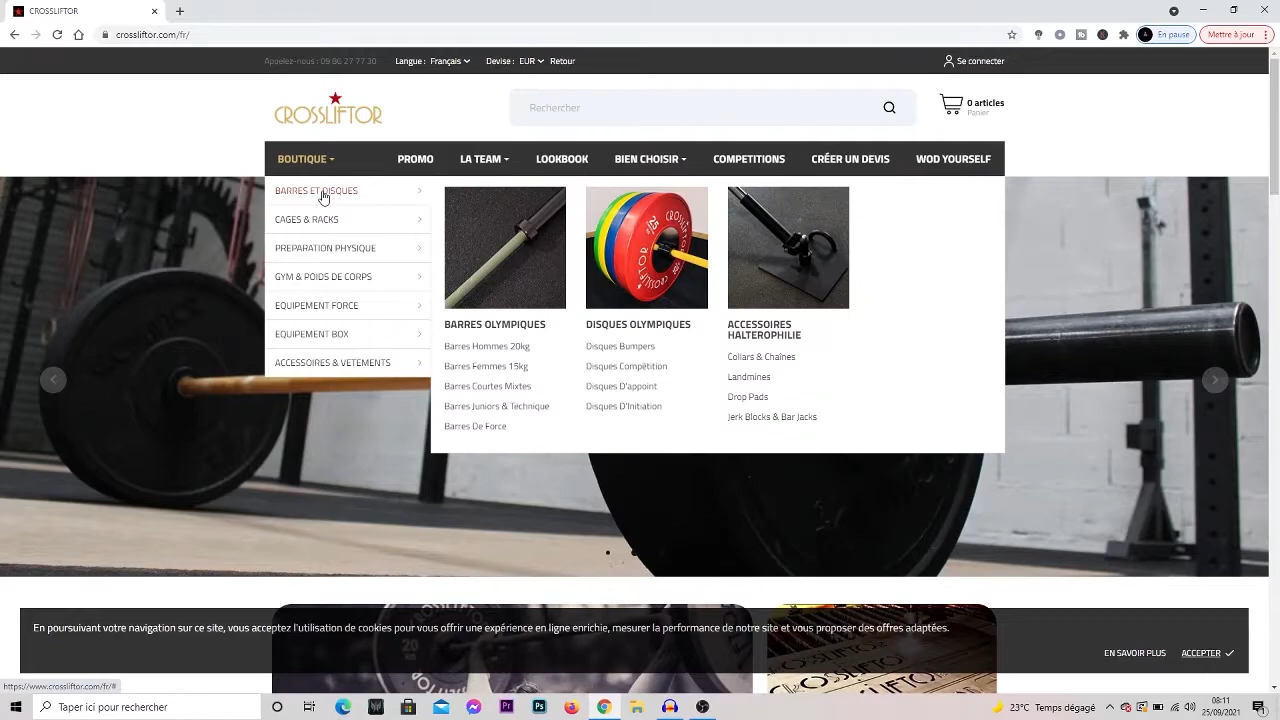 CROSSLIFTOR
crossliftor.com/fr/
En pause
Mettre à jour
Appelez-nous : 09 86 27 77 30
Langue : Français
Devise : EUR
Retour
Se connecter
CROSSLIFTOR
Rechercher
0 articles
Panier
BOUTIQUE
PROMO
LA TEAM
LOOKBOOK
BIEN CHOISIR
COMPETITIONS
CRÉER UN DEVIS
WOD YOURSELF
BARRES ET DISQUES
CAGES & RACKS
PREPARATION PHYSIQUE
GYM & POIDS DE CORPS
EQUIPEMENT FORCE
EQUIPEMENT BOX
ACCESSOIRES & VETEMENTS
BARRES OLYMPIQUES
Barres Hommes 20kg
Barres Femmes 15kg
Barres Courtes Mixtes
Barres Juniors & Technique
Barres De Force
25
CROSSLIFTOR
CROSSLIFTOR
DISQUES OLYMPIQUES
Disques Bumpers
Disques Compétition
Disques D'appoint
Disques D'Initiation
ACCESSOIRES
HALTEROPHILIE
Collars & Chaînes
Landmines
Drop Pads
Jerk Blocks & Bar Jacks
En poursuivant votre navigation sur ce site, vous acceptez l'utilisation de cookies pour vous offrir une expérience en ligne enrichie, mesurer la performance de notre site et vous proposer des offres adaptées.
EN SAVOIR PLUS
ACCEPTER
20
CROSSLIFTOR
https://www.crossliftor.com/fr/#
Taper ici pour rechercher
23°C Temps dégagé
08:11
25/09/2021